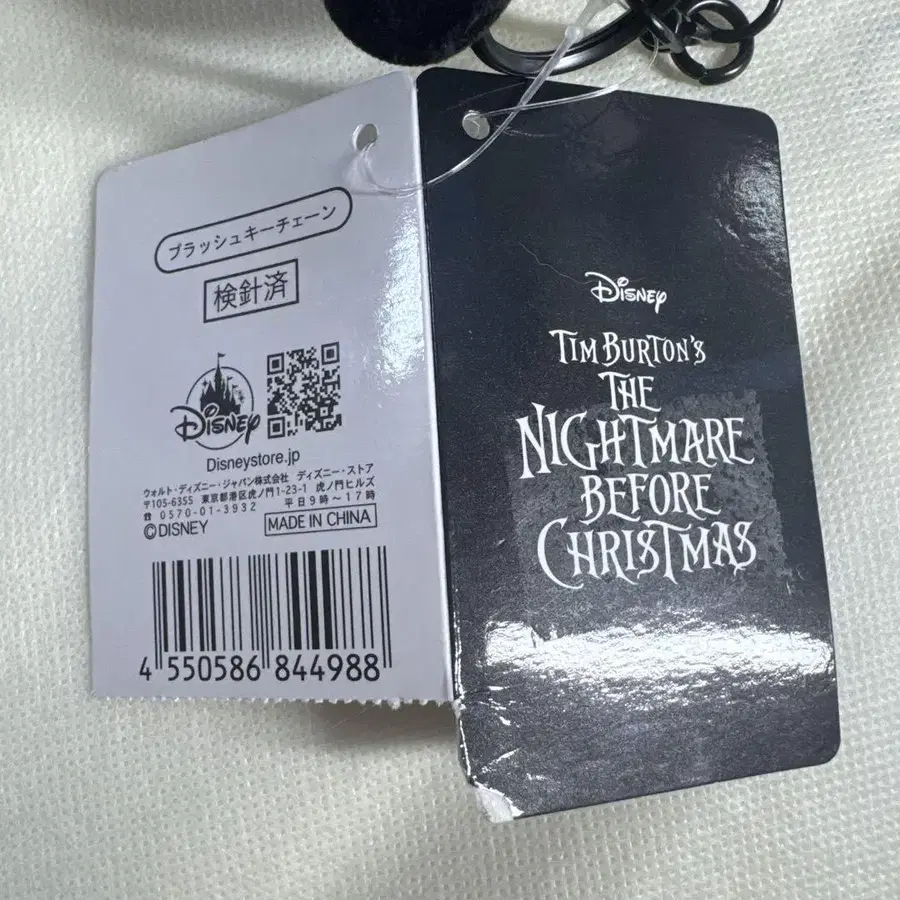 プラッシュキーチェーン
検針済
Disney
Disneystore.jp
ウォルト・ディズニー・ジャパン株式会社 ディズニー・ストア
〒105-6355 東京都港区虎ノ門1-23-1 虎ノ門ヒルズ
☎ 0570-01-3932 平日9時~17時
©DISNEY MADE IN CHINA
4 550586 844988
Disney
TIM BURTON'S
THE
NIGHTMARE
BEFORE
CHRISTMAS